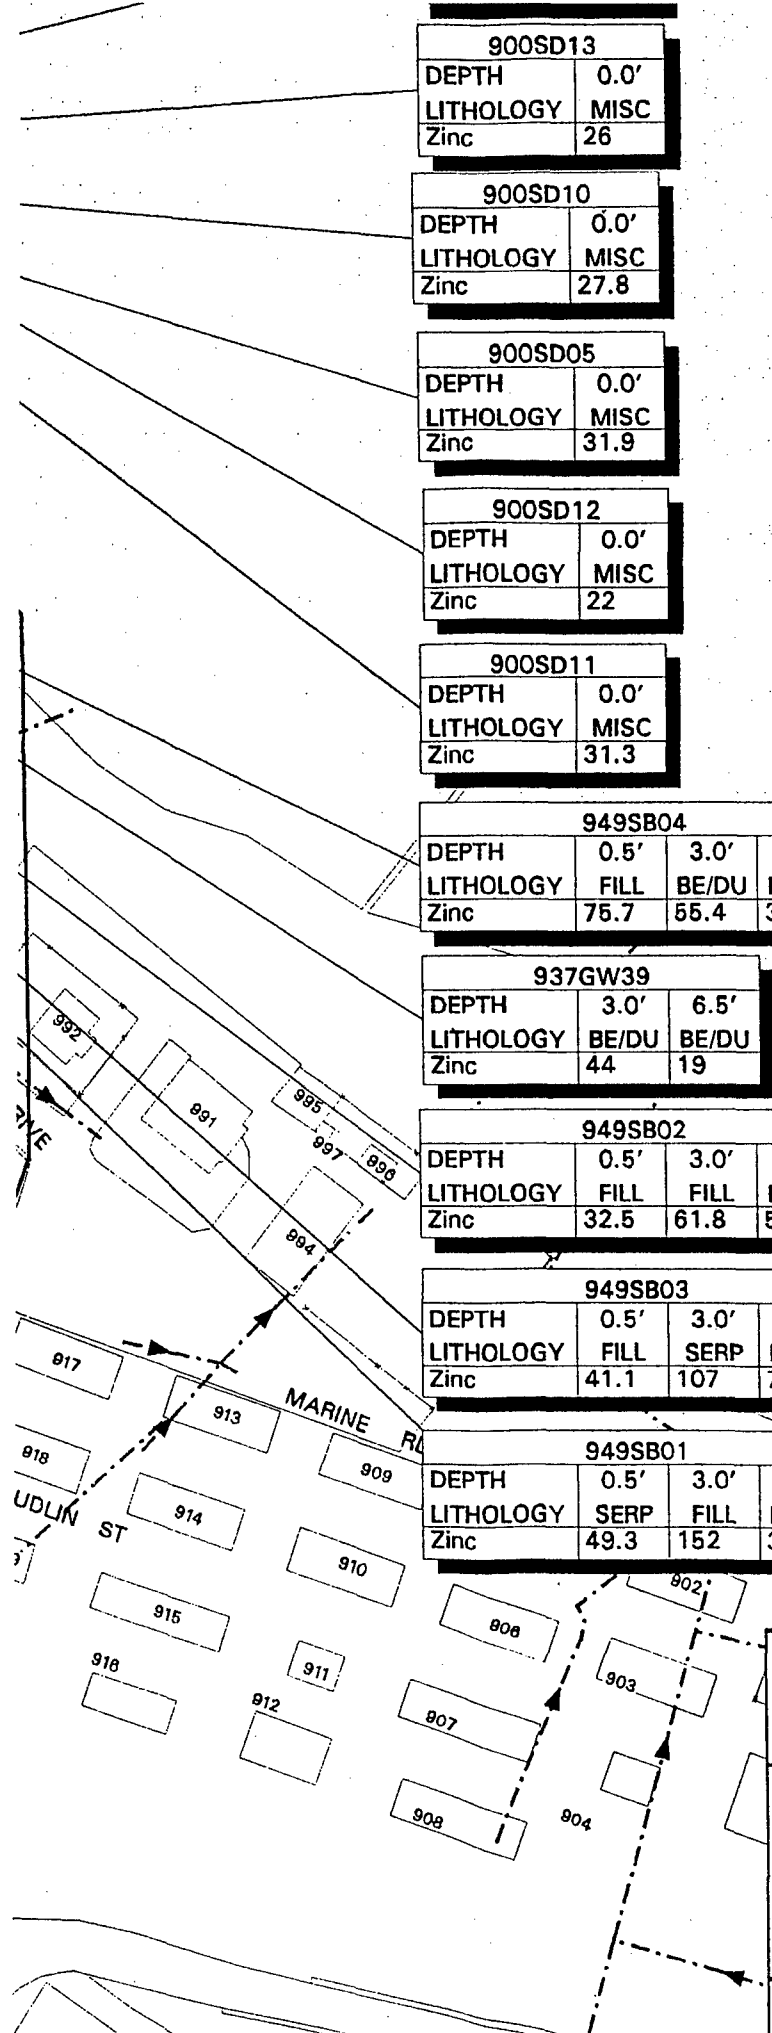 900SD13
DEPTH 0.0'
LITHOLOGY MISC
Zinc 26
900SD10
DEPTH 0.0'
LITHOLOGY MISC
Zinc 27.8
900SD05
DEPTH 0.0'
LITHOLOGY MISC
Zinc 31.9
900SD12
DEPTH 0.0'
LITHOLOGY MISC
Zinc 22
900SD11
DEPTH 0.0'
LITHOLOGY MISC
Zinc 31.3
949SB04
DEPTH 0.5' 3.0'
LITHOLOGY FILL BE/DU
Zinc 75.7 55.4
937GW39
DEPTH 3.0' 6.5'
LITHOLOGY BE/DU BE/DU
Zinc 44 19
949SB02
DEPTH 0.5' 3.0'
LITHOLOGY FILL FILL
Zinc 32.5 61.8
949SB03
DEPTH 0.5' 3.0'
LITHOLOGY FILL SERP
Zinc 41.1 107
949SB01
DEPTH 0.5' 3.0'
LITHOLOGY SERP FILL
Zinc 49.3 152
992
991
995
997
996
994
RIVE
917
913
MARINE
909
918
914
UDLIN ST
910
902
915
906
916
911
903
912
907
908
904